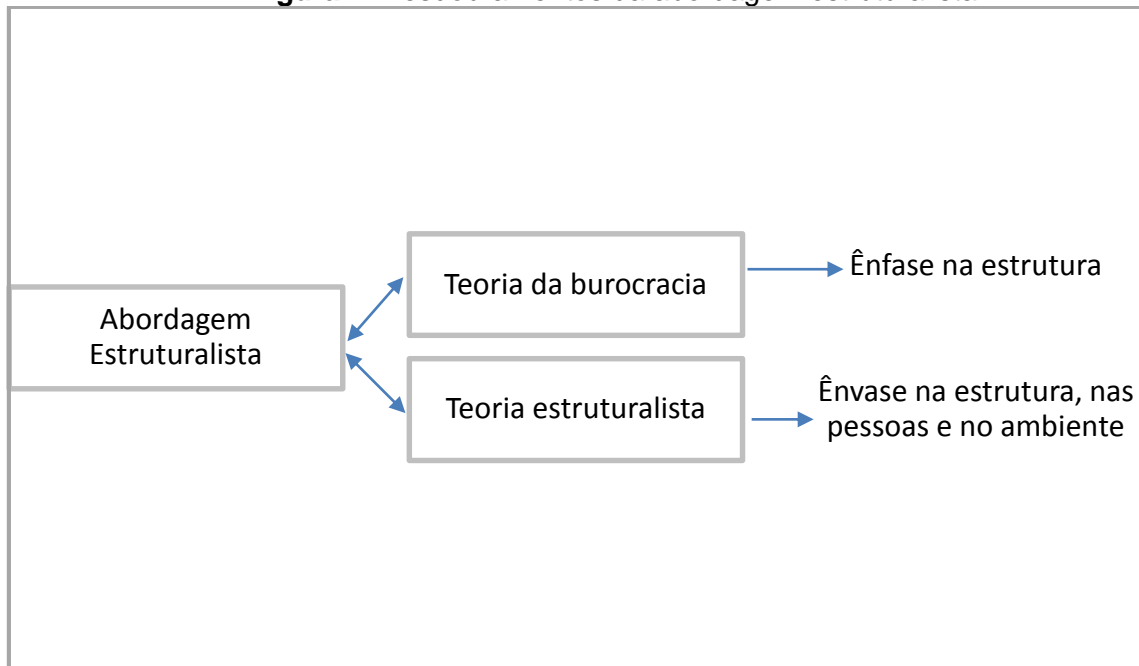 Abordagem
Estruturalista
Teoria da burocracia
Ênfase na estrutura
Teoria estruturalista
Ênvase na estrutura, nas
pessoas e no ambiente